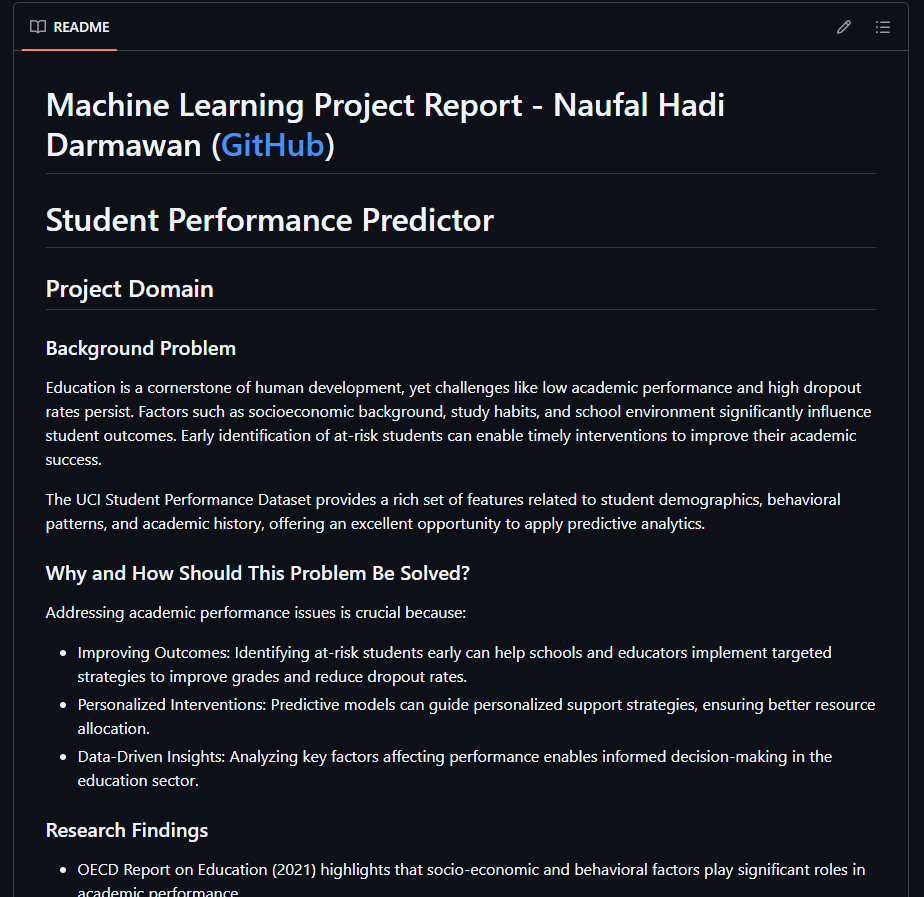 README
Machine Learning Project Report - Naufal Hadi
Darmawan (GitHub)
Student Performance Predictor
Project Domain
Background Problem
Education is a cornerstone of human development, yet challenges like low academic performance and high dropout
rates persist. Factors such as socioeconomic background, study habits, and school environment significantly influence
student outcomes. Early identification of at-risk students can enable timely interventions to improve their academic
success.
The UCI Student Performance Dataset provides a rich set of features related to student demographics, behavioral
patterns, and academic history, offering an excellent opportunity to apply predictive analytics.
Why and How Should This Problem Be Solved?
Addressing academic performance issues is crucial because:
• Improving Outcomes: Identifying at-risk students early can help schools and educators implement targeted
strategies to improve grades and reduce dropout rates.
• Personalized Interventions: Predictive models can guide personalized support strategies, ensuring better resource
allocation.
• Data-Driven Insights: Analyzing key factors affecting performance enables informed decision-making in the
education sector.
Research Findings
• OECD Report on Education (2021) highlights that socio-economic and behavioral factors play significant roles in
academic performance